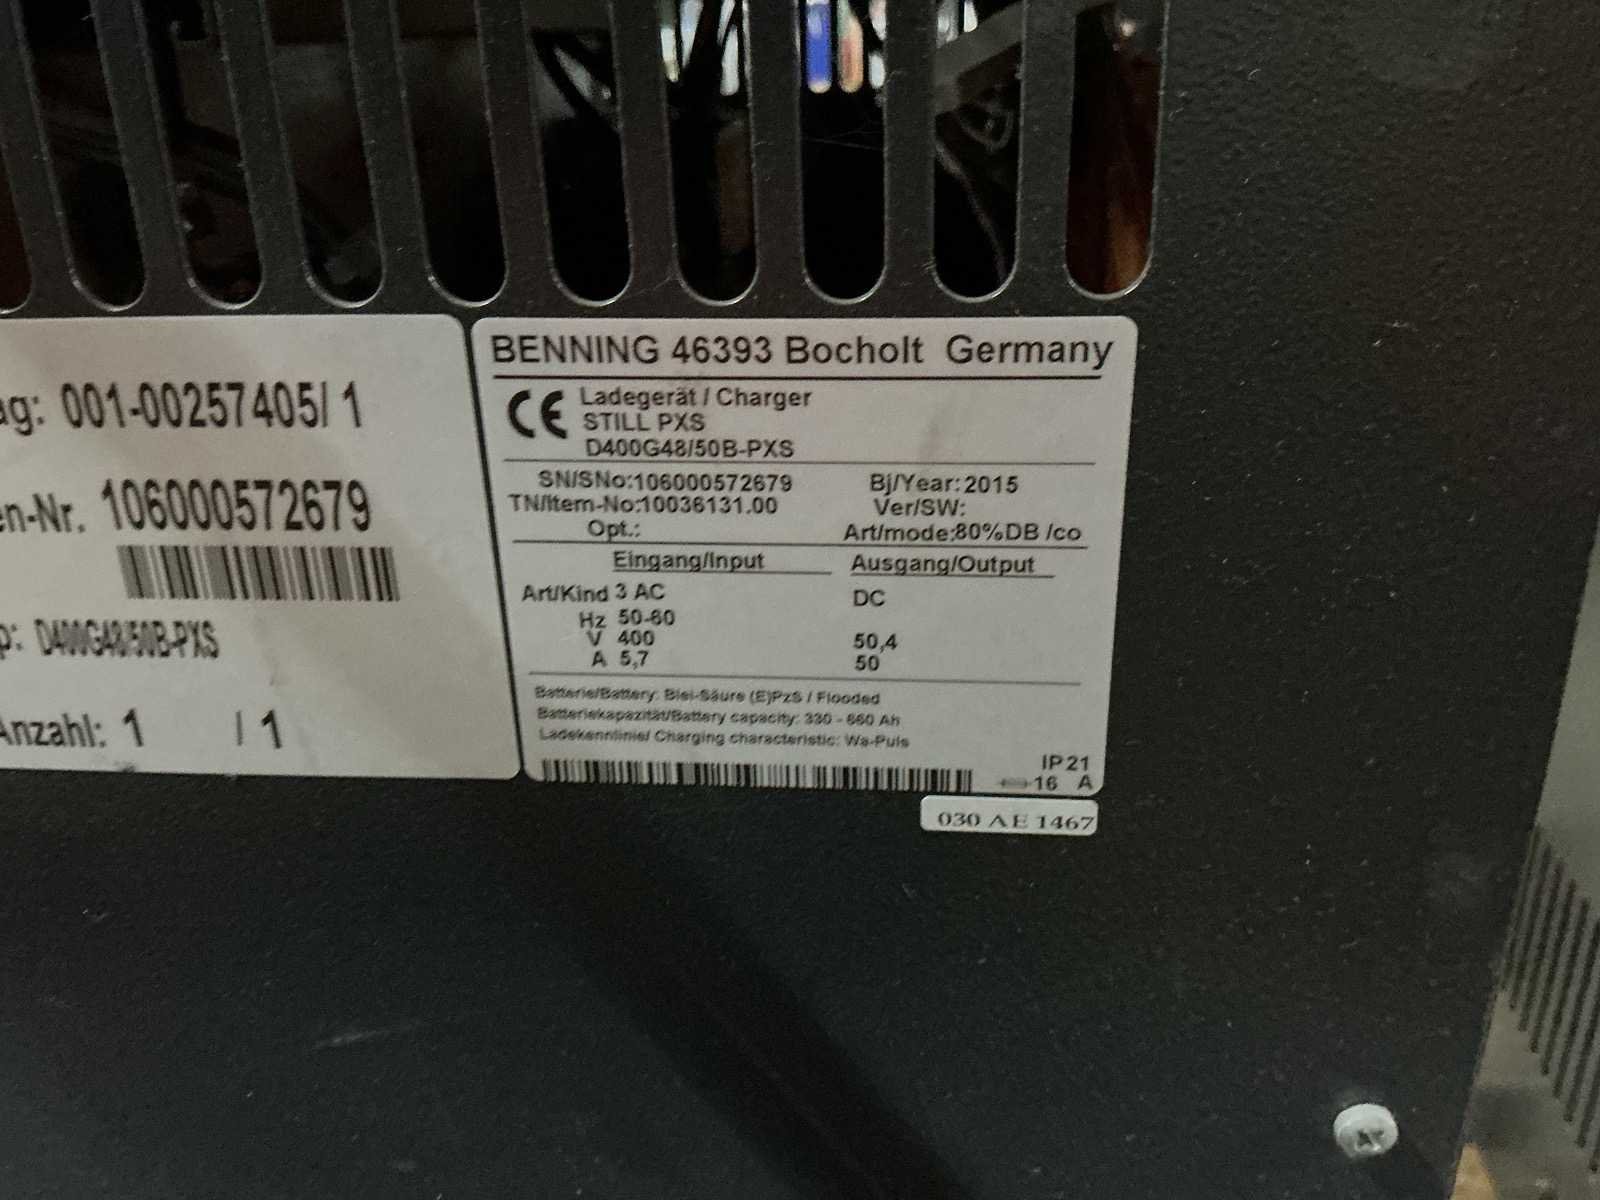 ag: 001-00257405/ 1
en-Nr. 106000572679
p: D400G48/50B-PXS
Anzahl: 1 / 1
BENNING 46393 Bocholt Germany
CE Ladegerät / Charger
STILL PXS
D400G48/50B-PXS
SN/SNo:106000572679 Bj/Year: 2015
TN/Item-No:10036131.00 Ver/SW:
Opt.: Art/mode:80%DB /co
Eingang/Input Ausgang/Output
Art/Kind 3 AC DC
Hz 50-60
V 400 50,4
A 5,7 50
Batterie/Battery: Blei-Säure (E)PzS / Flooded
Batteriekapazität/Battery capacity: 330 - 660 Ah
Ladekennlinie/ Charging characteristic: Wa-Puls
IP 21
16 A
030 AE 1467